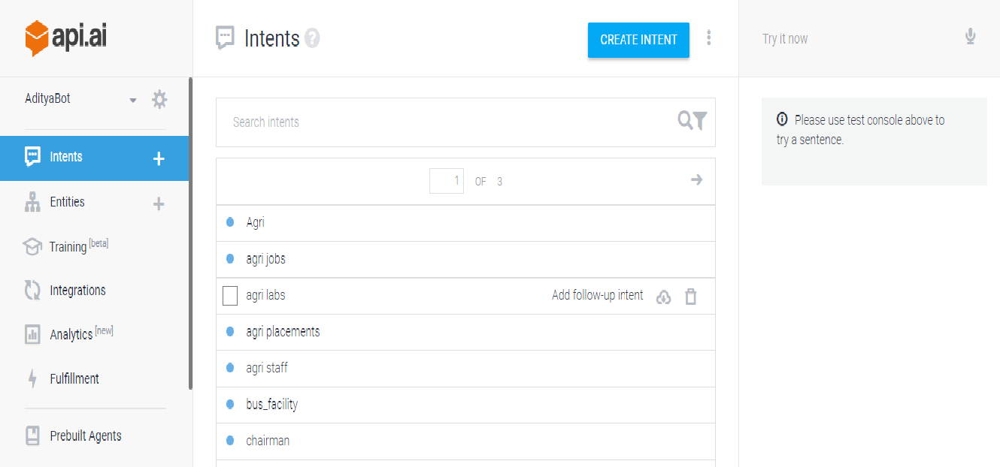 api.ai
AdityaBot
Intents
Entities
Training [beta]
Integrations
Analytics [new]
Fulfillment
Prebuilt Agents
Intents ?
CREATE INTENT
Search intents
1 OF 3
Agri
agri jobs
agri labs Add follow-up intent
agri placements
agri staff
bus_facility
chairman
Try it now
Please use test console above to
try a sentence.